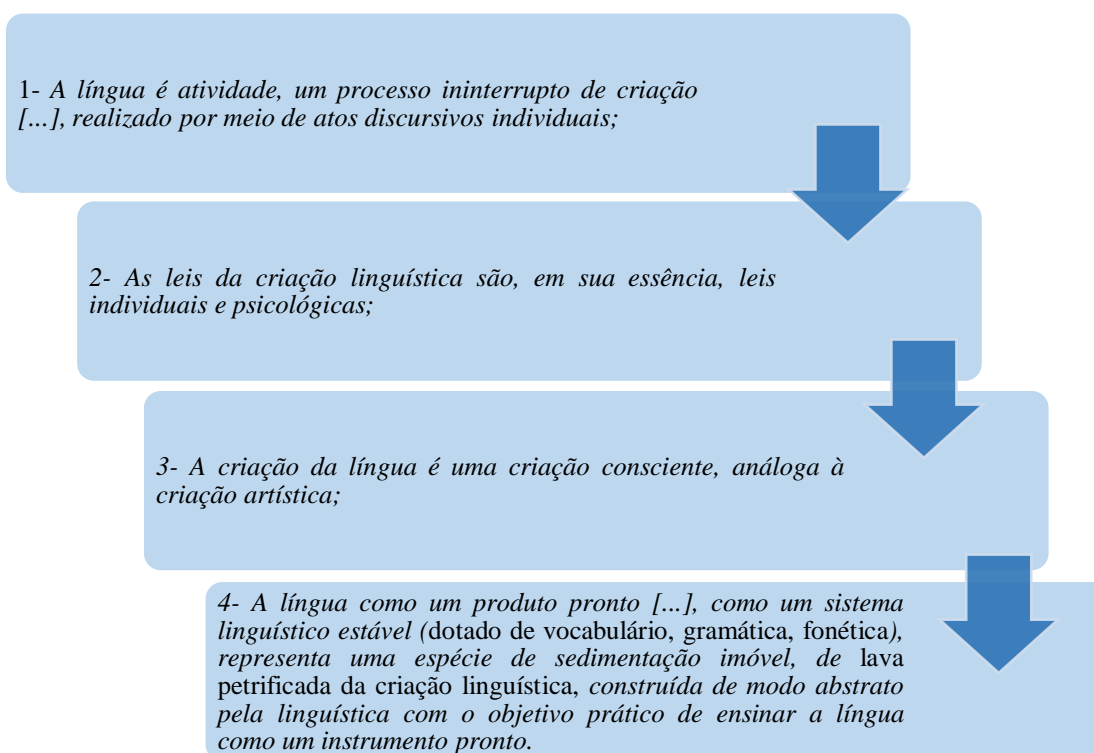 1- A língua é atividade, um processo ininterrupto de criação
[...], realizado por meio de atos discursivos individuais;
2- As leis da criação linguística são, em sua essência, leis
individuais e psicológicas;
3- A criação da língua é uma criação consciente, análoga à
criação artística;
4- A língua como um produto pronto [...], como um sistema
linguístico estável (dotado de vocabulário, gramática, fonética),
representa uma espécie de sedimentação imóvel, de lava
petrificada da criação linguística, construída de modo abstrato
pela linguística com o objetivo prático de ensinar a língua
como um instrumento pronto.